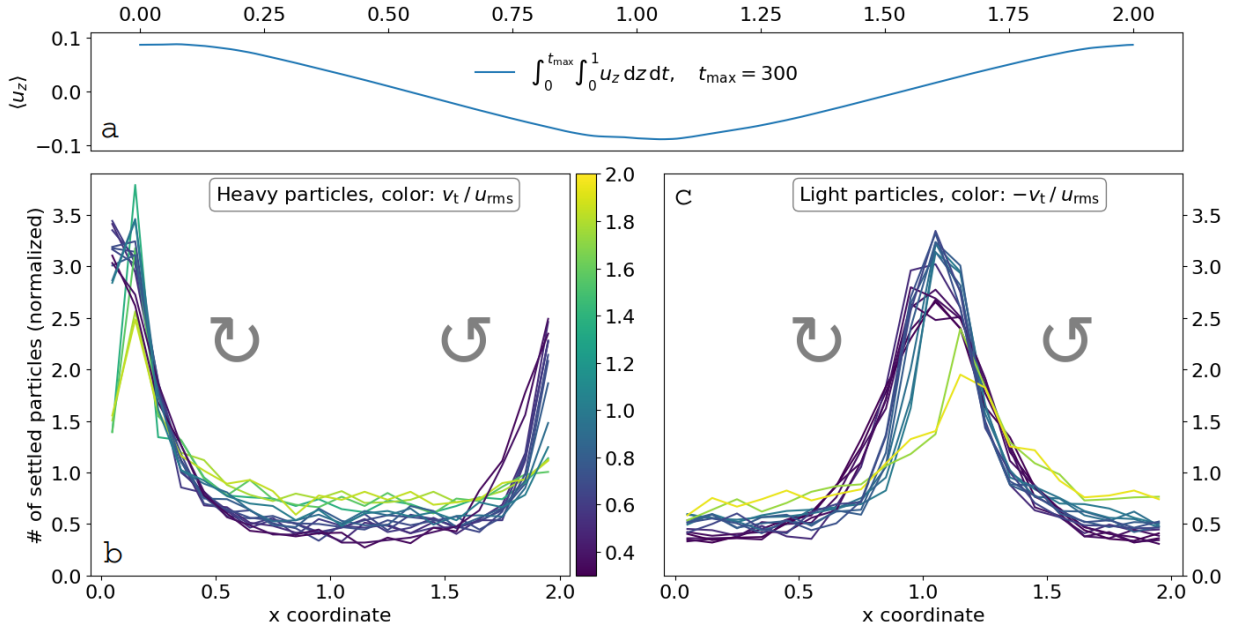 0.00 0.25 0.50 0.75 1.00 1.25 1.50 1.75 2.00
0.1
0.0
−0.1
⟨u_z⟩
∫_0^{t_max} ∫_0^1 u_z dz dt, t_max = 300
a
Heavy particles, color: v_t / u_rms
3.5
3.0
2.5
2.0
1.5
1.0
0.5
0.0
# of settled particles (normalized)
b
0.0 0.5 1.0 1.5 2.0
x coordinate
2.0
1.8
1.6
1.4
1.2
1.0
0.8
0.6
0.4
c
Light particles, color: −v_t / u_rms
3.5
3.0
2.5
2.0
1.5
1.0
0.5
0.0
0.0 0.5 1.0 1.5 2.0
x coordinate